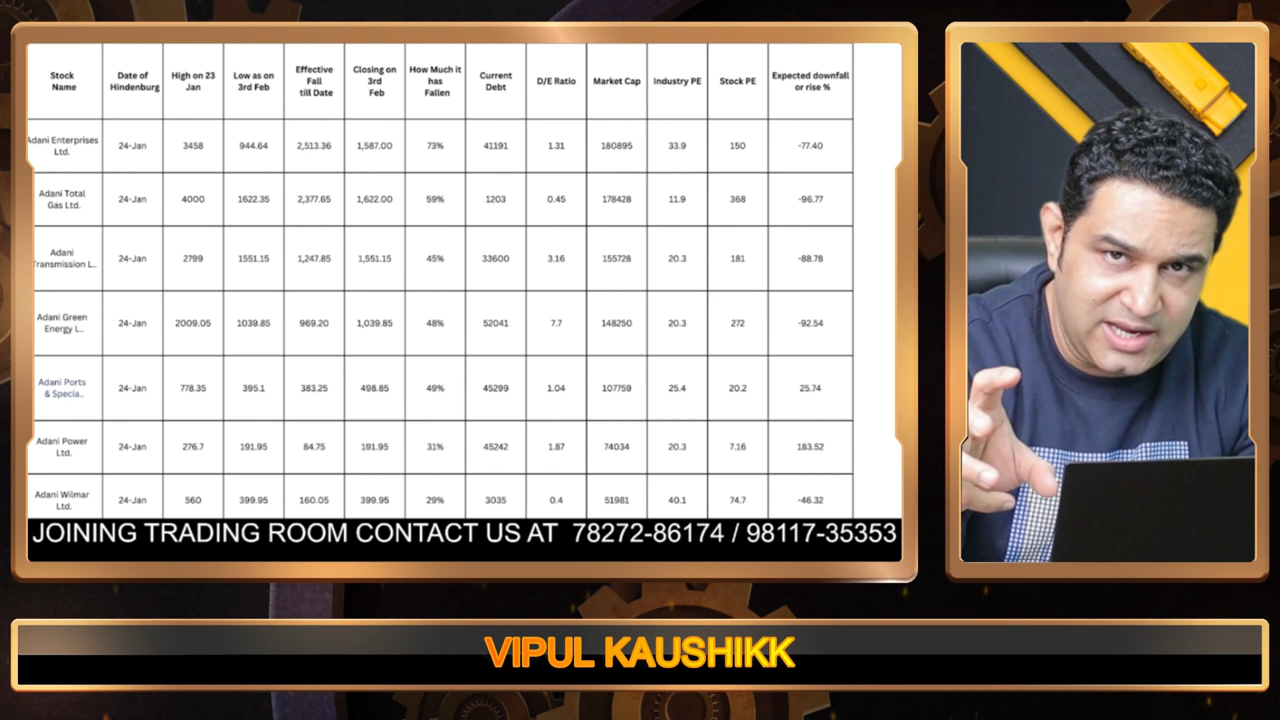 Stock Name Date of Hindenburg High on 23 Jan Low as on 3rd Feb Effective Fall till Date Closing on 3rd Feb How Much it has Fallen Current Debt D/E Ratio Market Cap Industry PE Stock PE Expected downfall or rise %
Adani Enterprises Ltd. 24-Jan 3458 944.64 2,513.36 1,587.00 73% 41191 1.31 180895 33.9 150 -77.40
Adani Total Gas Ltd. 24-Jan 4000 1622.35 2,377.65 1,622.00 59% 1203 0.45 178428 11.9 368 -96.77
Adani Transmission L.. 24-Jan 2799 1551.15 1,247.85 1,551.15 45% 33600 3.16 155728 20.3 181 -88.78
Adani Green Energy L.. 24-Jan 2009.05 1039.85 969.20 1,039.85 48% 52041 7.7 148250 20.3 272 -92.54
Adani Ports & Specia.. 24-Jan 778.35 395.1 383.25 498.85 49% 45299 1.04 107759 25.4 20.2 25.74
Adani Power Ltd. 24-Jan 276.7 191.95 84.75 191.95 31% 45242 1.87 74034 20.3 7.16 183.52
Adani Wilmar Ltd. 24-Jan 560 399.95 160.05 399.95 29% 3035 0.4 51981 40.1 74.7 -46.32
JOINING TRADING ROOM CONTACT US AT 78272-86174 / 98117-35353
VIPUL KAUSHIKK